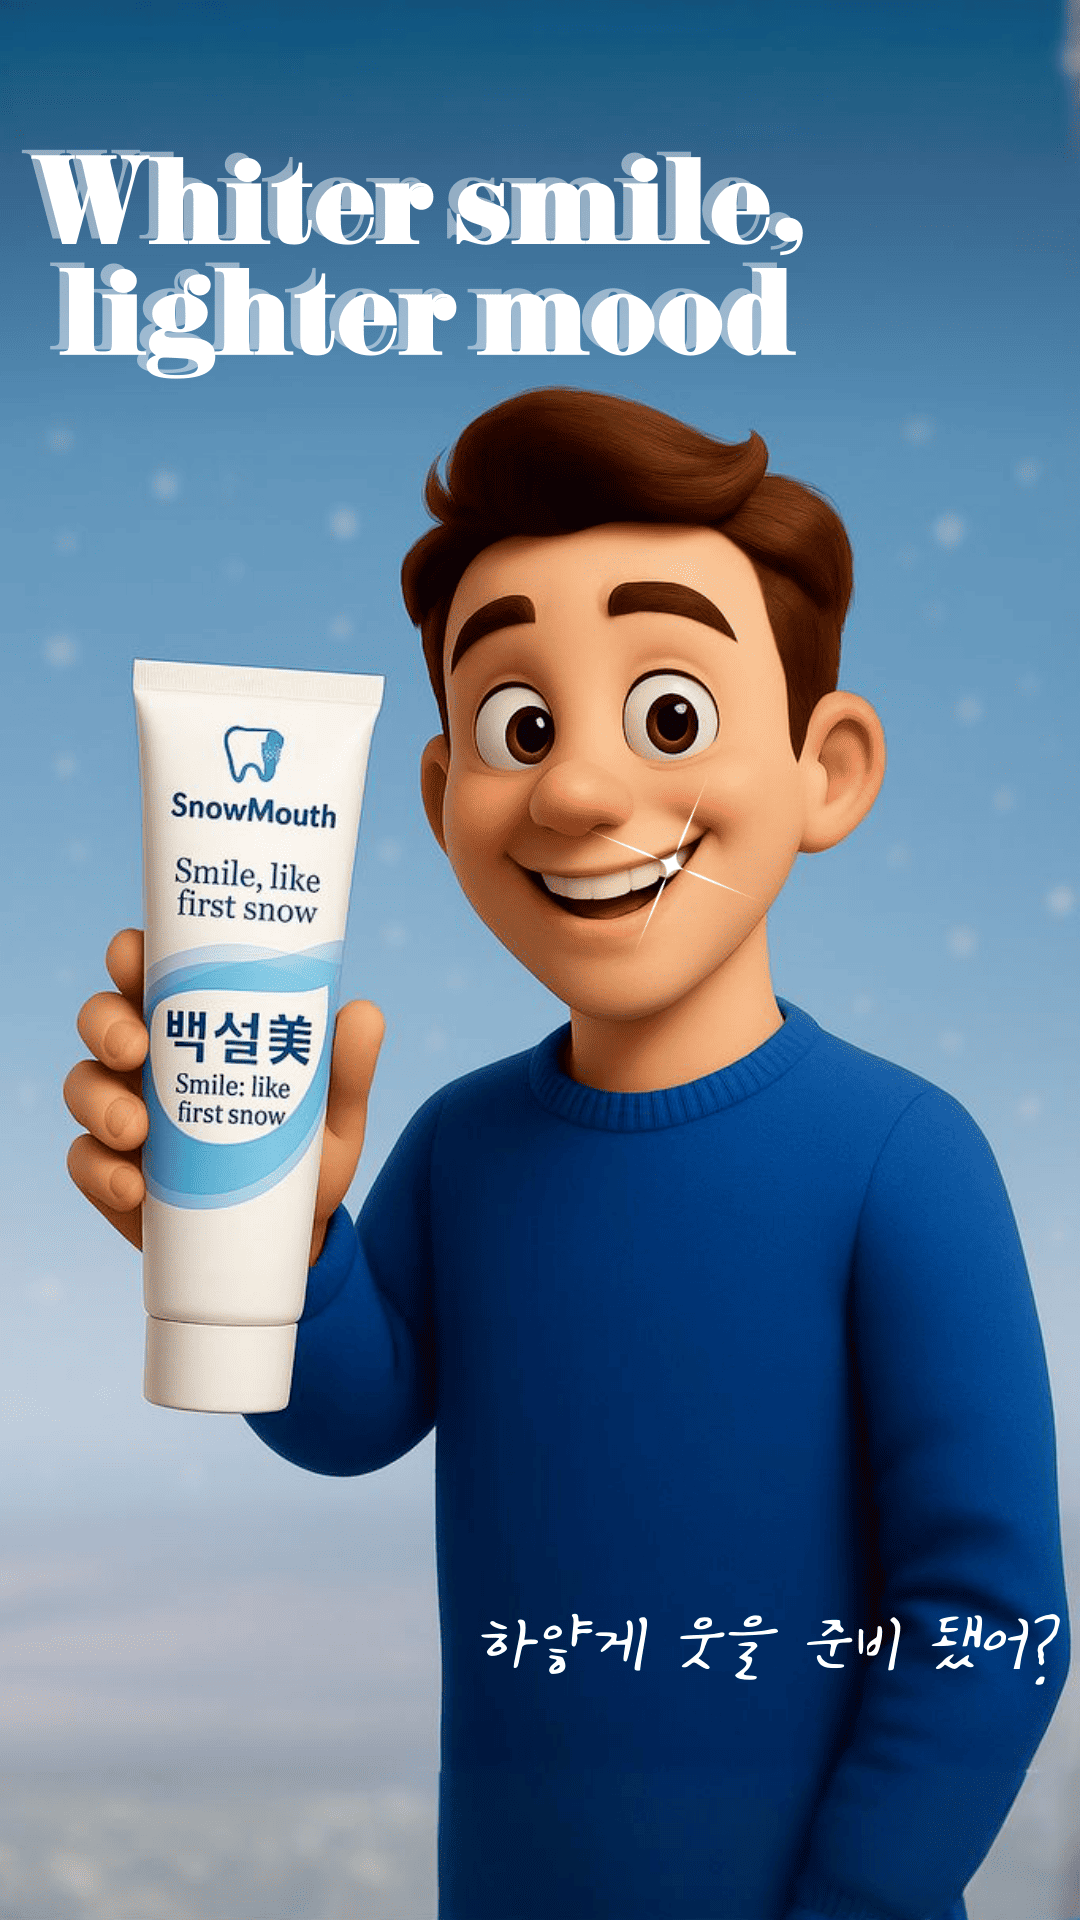 Whiter smile,
lighter mood
SnowMouth
Smile, like
first snow
백설美
Smile: like
first snow
하얗게 웃을 준비 됐어?